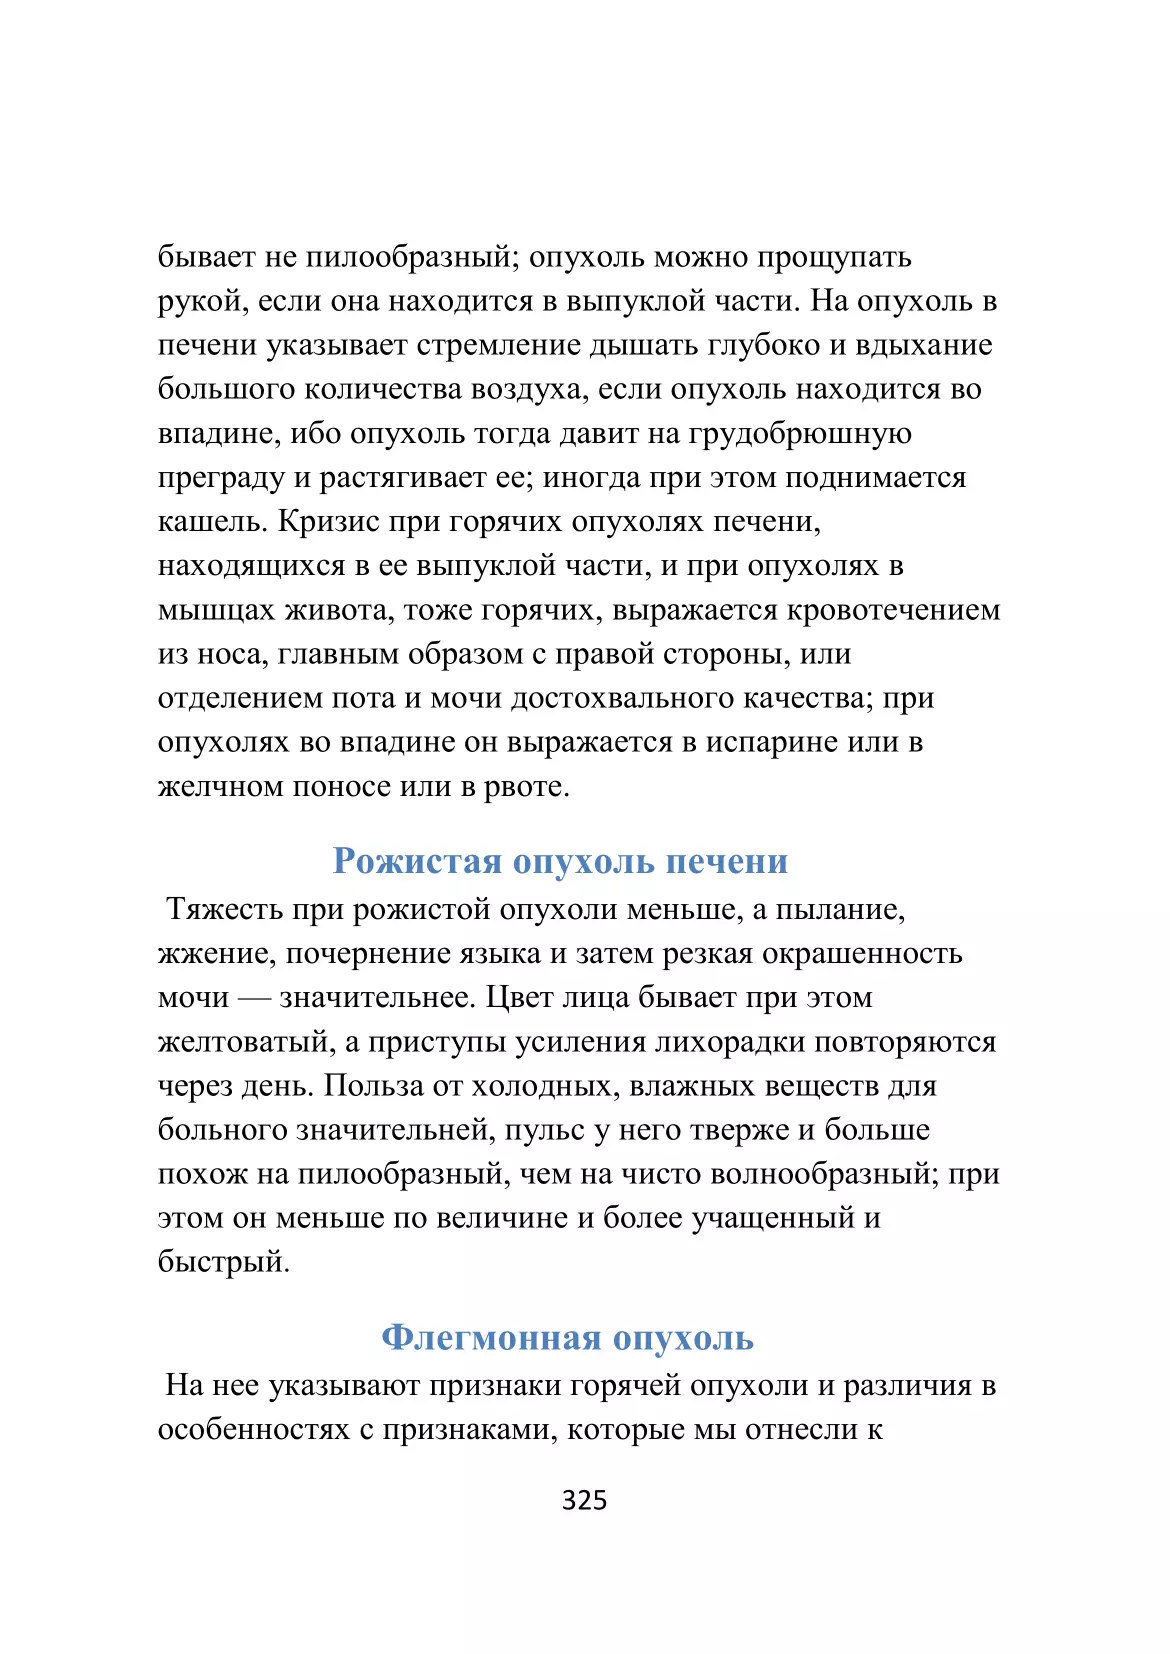 бывает не пилообразный; опухоль можно прощупать
рукой, если она находится в выпуклой части. На опухоль в
печени указывает стремление дышать глубоко и вдыхание
большого количества воздуха, если опухоль находится во
впадине, ибо опухоль тогда давит на грудобрюшную
преграду и растягивает ее; иногда при этом поднимается
кашель. Кризис при горячих опухолях печени,
находящихся в ее выпуклой части, и при опухолях в
мышцах живота, тоже горячих, выражается кровотечением
из носа, главным образом с правой стороны, или
отделением пота и мочи достохвального качества; при
опухолях во впадине он выражается в испарине или в
желчном поносе или в рвоте.
Рожистая опухоль печени
Тяжесть при рожистой опухоли меньше, а пылание,
жжение, почернение языка и затем резкая окрашенность
мочи — значительнее. Цвет лица бывает при этом
желтоватый, а приступы усиления лихорадки повторяются
через день. Польза от холодных, влажных веществ для
больного значительней, пульс у него тверже и больше
похож на пилообразный, чем на чисто волнообразный; при
этом он меньше по величине и более учащенный и
быстрый.
Флегмонная опухоль
На нее указывают признаки горячей опухоли и различия в
особенностях с признаками, которые мы отнесли к
325